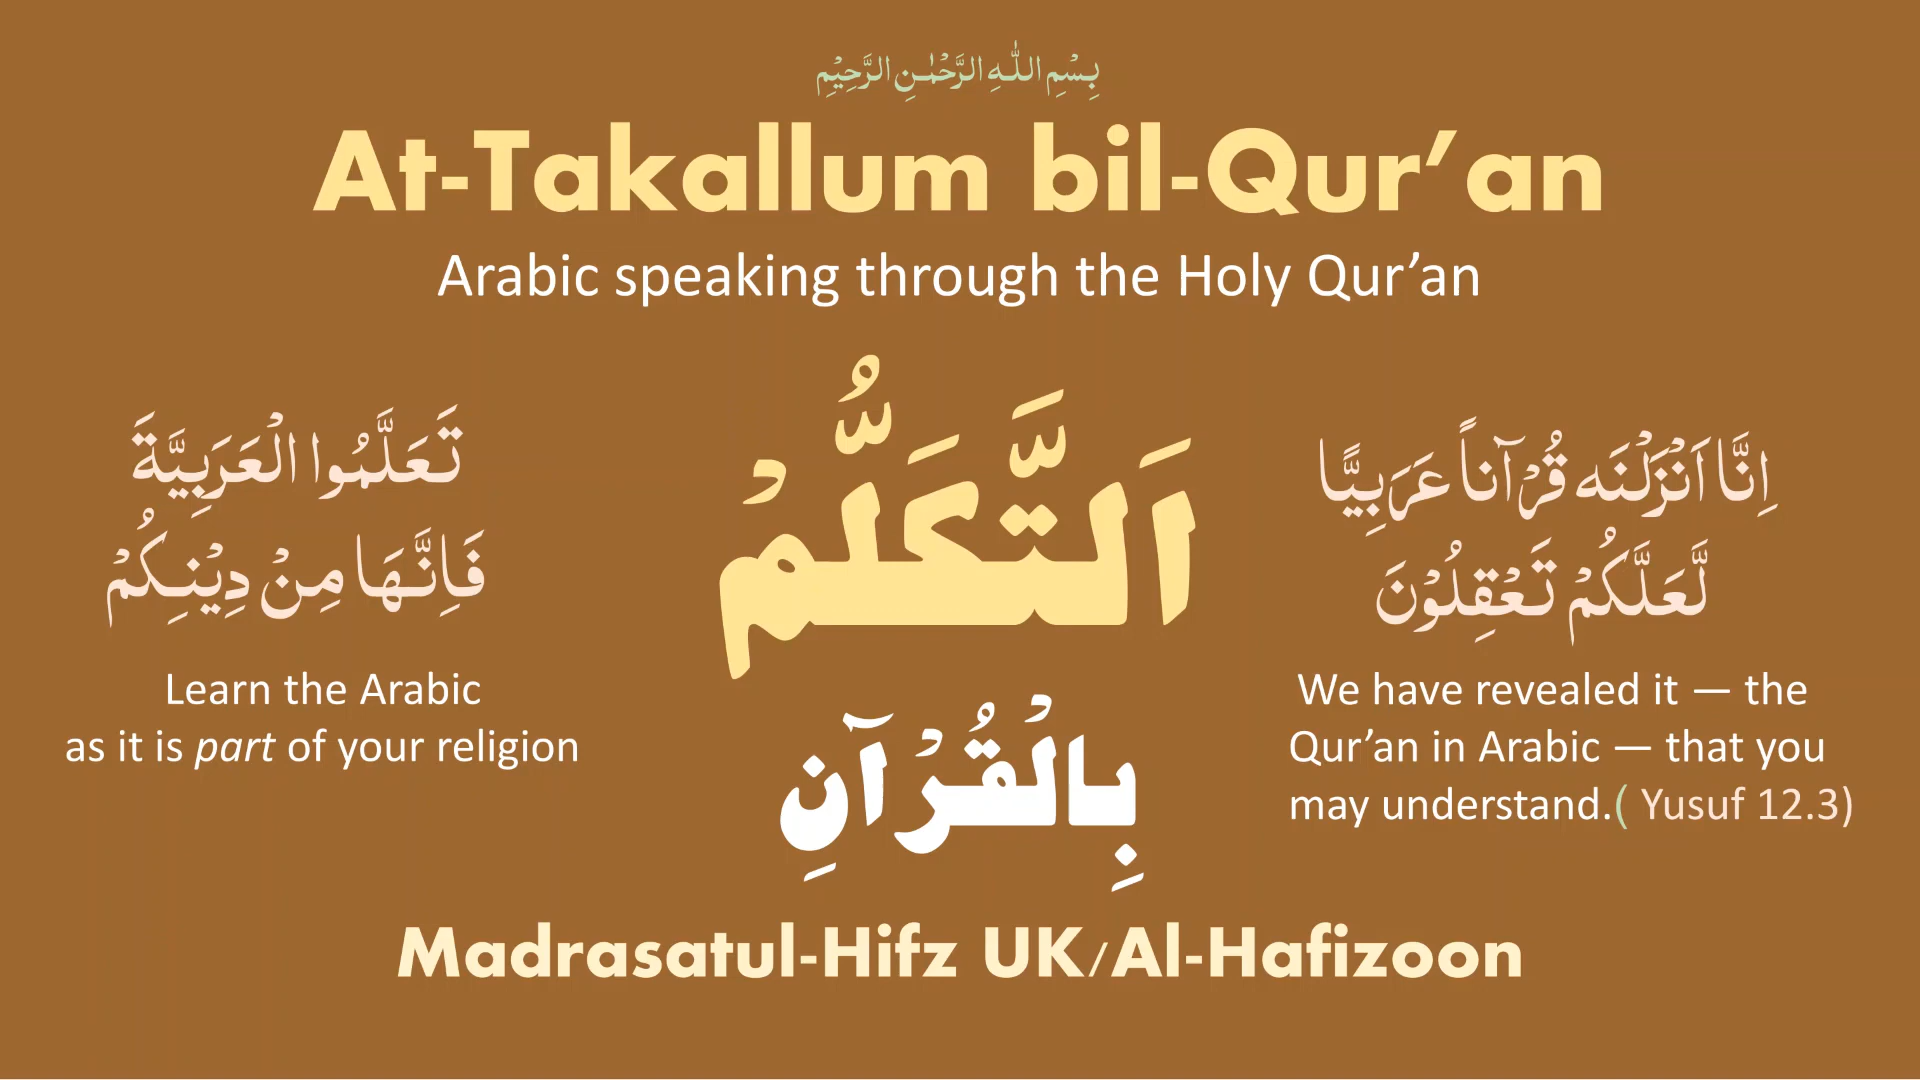 بِسْمِ اللّٰهِ الرَّحْمٰنِ الرَّحِيْمِ
At-Takallum bil-Qur’an
Arabic speaking through the Holy Qur’an
اَلتَّكَلُّمْ
بِالْقُرْآنِ
تَعَلَّمُوا الْعَرَبِيَّةَ
فَاِنَّهَا مِنْ دِيْنِكُمْ
Learn the Arabic
as it is part of your religion
اِنَّا اَنْزَلْنَه قُرْآناً عَرَبِيًّا
لَّعَلَّكُمْ تَعْقِلُوْنَ
We have revealed it — the
Qur’an in Arabic — that you
may understand.( Yusuf 12.3)
Madrasatul-Hifz UK/Al-Hafizoon